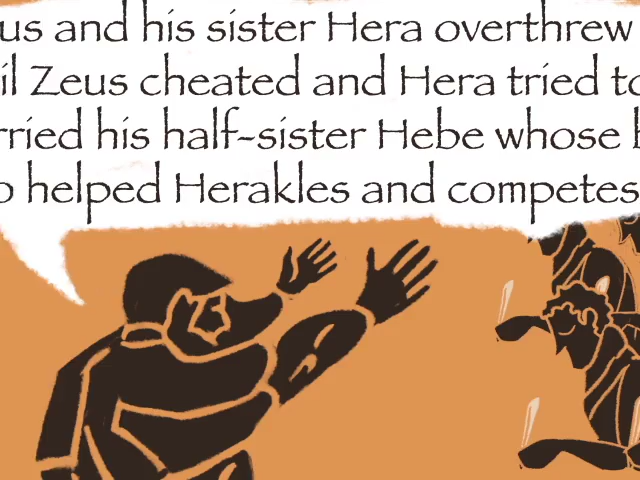 us and his sister Hera overthrew
il Zeus cheated and Hera tried to
rried his half-sister Hebe whose
o helped Herakles and competes